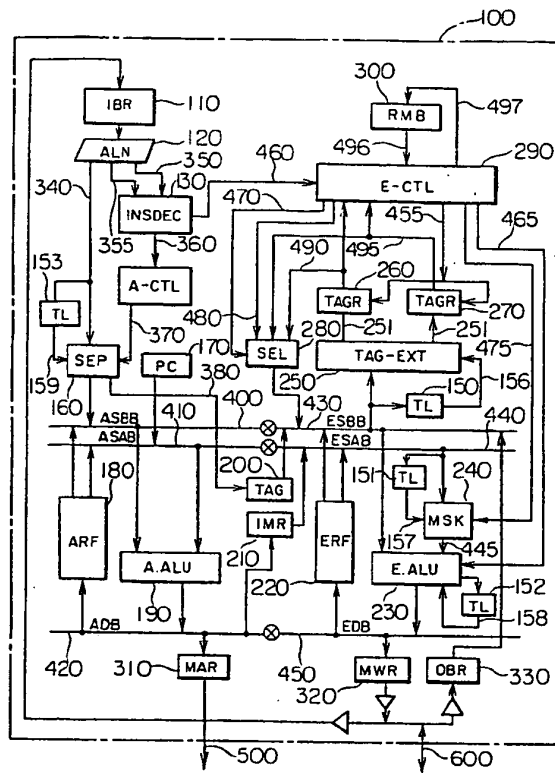 100
IBR
110
300
RMB
497
496
120
ALN
350
340
460
290
E-CTL
130
355
INSDEC
470
455
465
360
490
495
260
153
TL
A-CTL
TAGR
TAGR
270
480
280
251
251
370
475
159
SEP
170
PC
SEL
TAG-EXT
380
250
150
TL
156
160
ASBB
410
400
430
ESBB
440
ASAB
ESAB
180
200
TAG
151
TL
240
ARF
IMR
210
ERF
157
MSK
445
220
A.ALU
E.ALU
190
230
TL
152
158
ADB
EDB
420
310
MAR
450
MWR
OBR
330
320
500
600